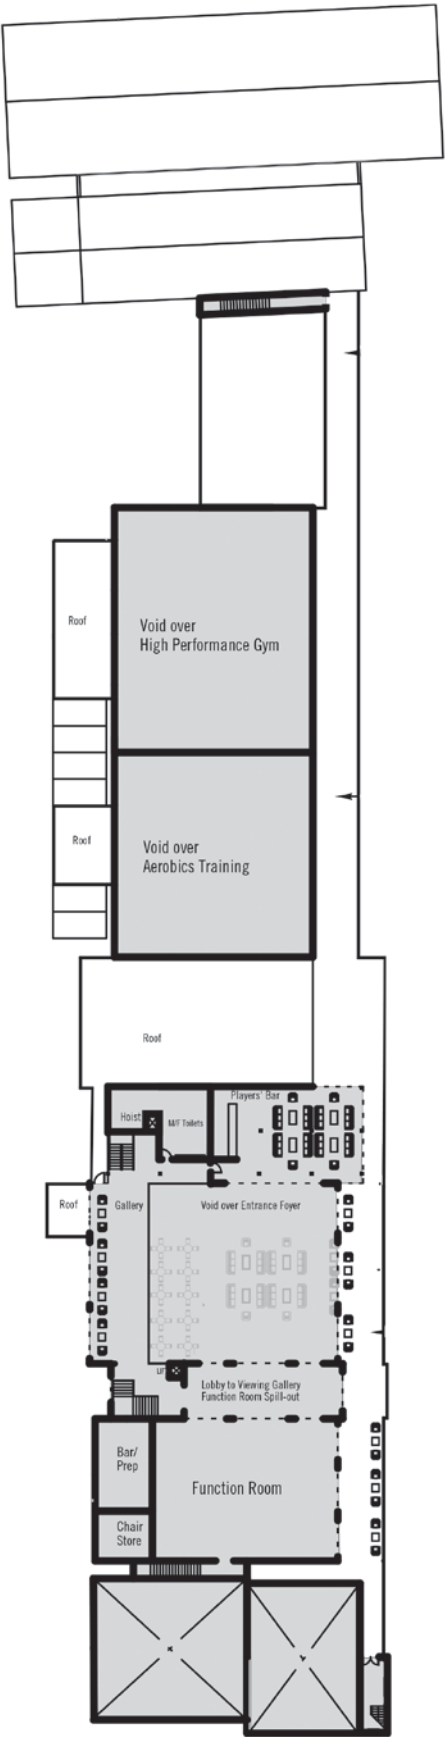 Roof
Void over
High Performance Gym
Roof
Void over
Aerobics Training
Roof
Players' Bar
Hoist
M/F Toilets
Roof
Gallery
Void over Entrance Foyer
Lobby to Viewing Gallery
Function Room Spill-out
Bar/
Prep
Function Room
Chair
Store